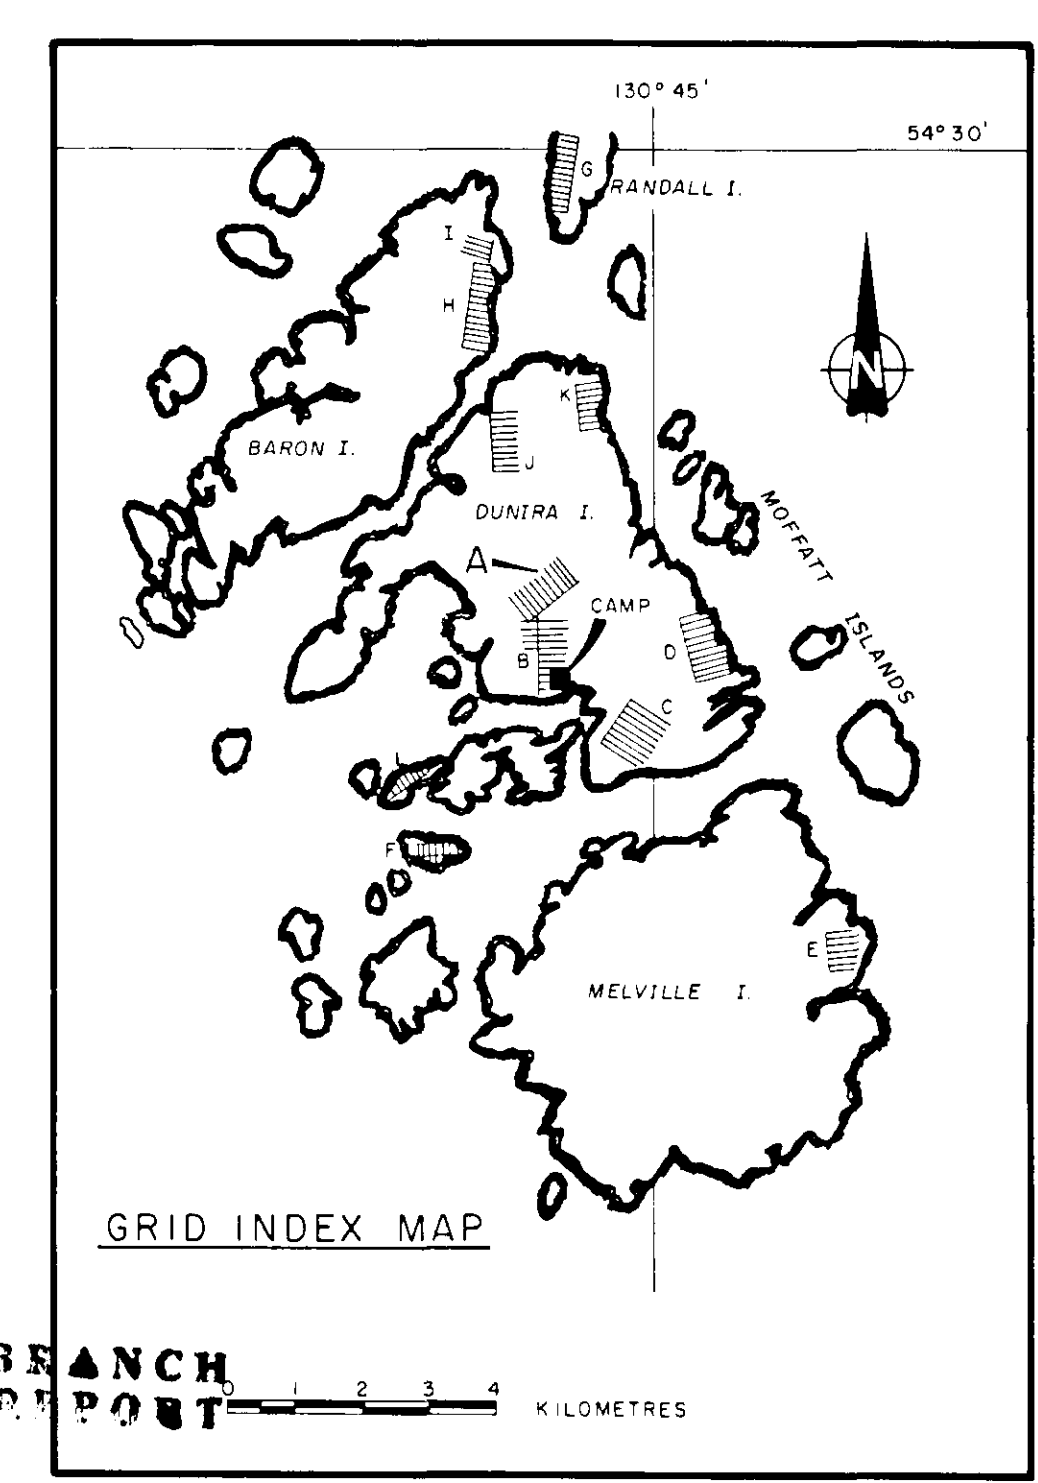 130° 45'
54° 30'
G
RANDALL I.
I
H
N
K
BARON I.
J
DUNIRA I.
MOFFATT ISLANDS
A
CAMP
B
D
C
L
F
E
MELVILLE I.
GRID INDEX MAP
BRANCH
REPORT
0 1 2 3 4
KILOMETRES